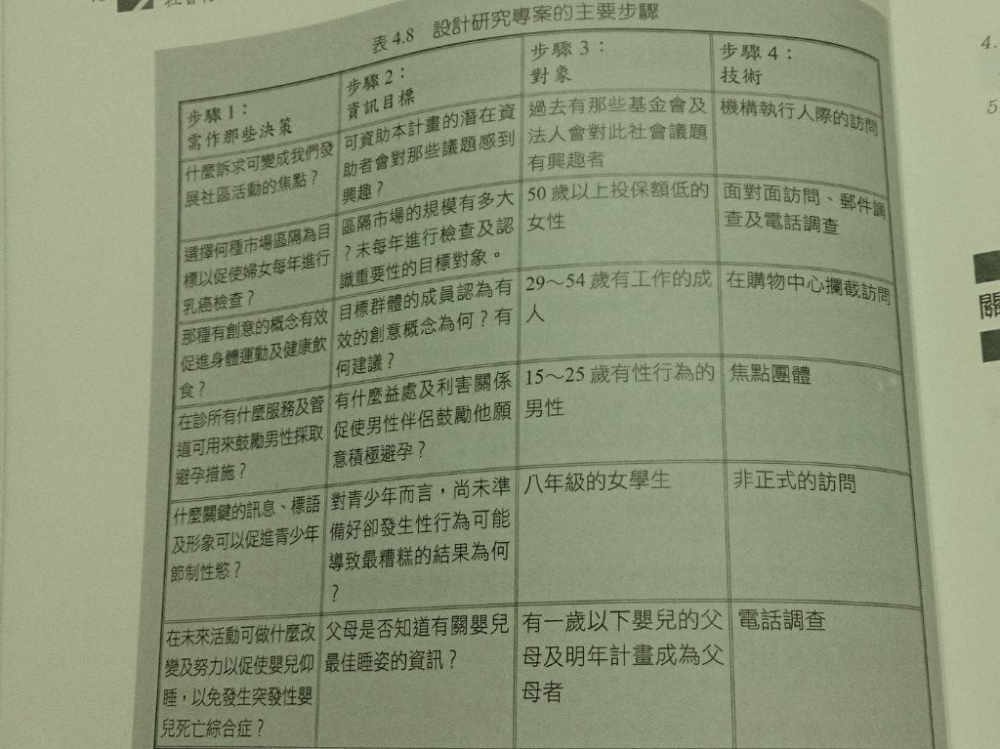 表 4.8 設計研究專案的主要步驟
步驟 1：
需作那些決策
步驟 2：
資訊目標
步驟 3：
對象
步驟 4：
技術
什麼訴求可變成我們發
展社區活動的焦點？
可資助本計畫的潛在資
助者會對那些議題感到
興趣？
過去有那些基金會及
法人會對此社會議題
有興趣者
機構執行人際的訪問
選擇何種市場區隔為目
標以促使婦女每年進行
乳癌檢查？
區隔市場的規模有多大
？未每年進行檢查及認
識重要性的目標對象。
50 歲以上投保額低的
女性
面對面訪問、郵件調
查及電話調查
那種有創意的概念有效
促進身體運動及健康飲
食？
目標群體的成員認為有
效的創意概念為何？有
何建議？
29～54 歲有工作的成
人
在購物中心攔截訪問
在診所有什麼服務及管
道可用來鼓勵男性採取
避孕措施？
有什麼益處及利害關係
促使男性伴侶鼓勵他願
意積極避孕？
15～25 歲有性行為的
男性
焦點團體
什麼關鍵的訊息、標語
及形象可以促進青少年
節制性慾？
對青少年而言，尚未準
備好卻發生性行為可能
導致最糟糕的結果為何
？
八年級的女學生
非正式的訪問
在未來活動可做什麼改
變及努力以促使嬰兒仰
睡，以免發生突發性嬰
兒死亡綜合症？
父母是否知道有關嬰兒
最佳睡姿的資訊？
有一歲以下嬰兒的父
母及明年計畫成為父
母者
電話調查
4.
5
關